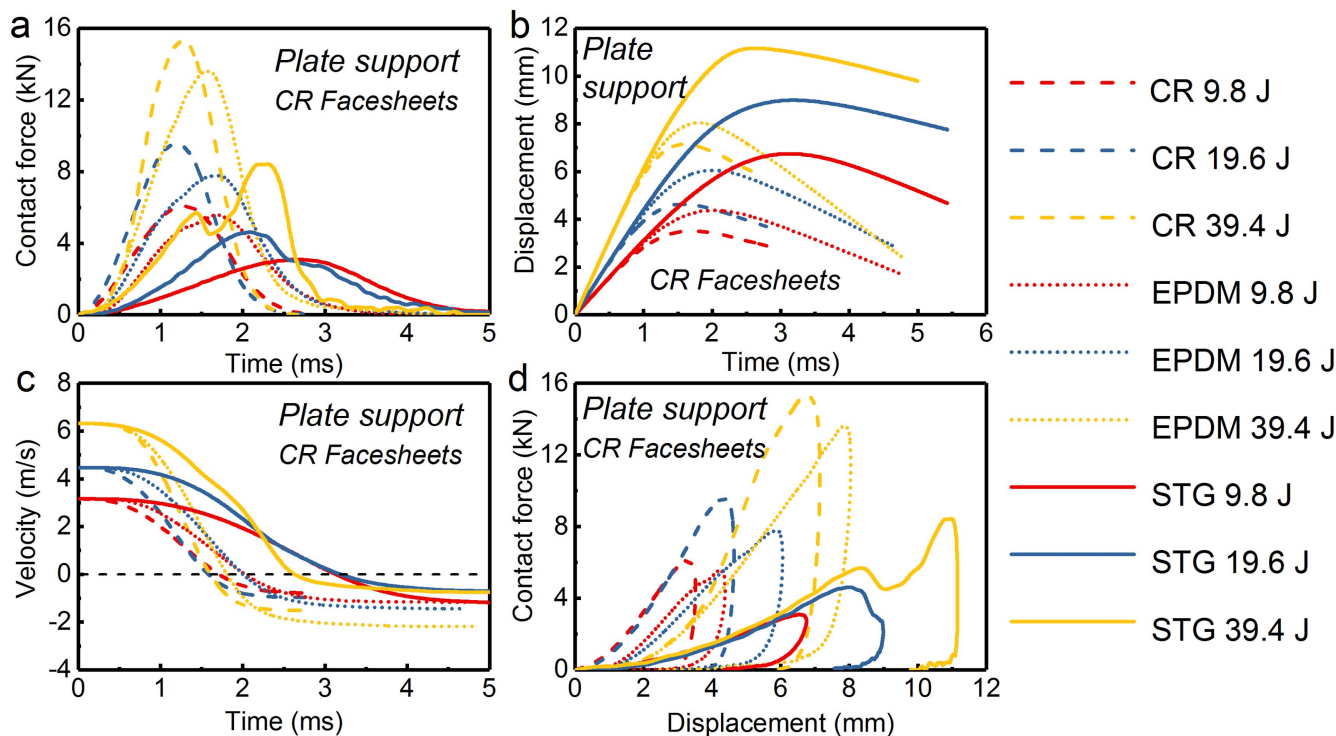 a
Contact force (kN)
16
12
8
4
0
Plate support
CR Facesheets
0
1
2
3
4
5
Time (ms)
b
Displacement (mm)
12
10
8
6
4
2
0
Plate
support
CR Facesheets
0
1
2
3
4
5
6
Time (ms)
c
Velocity (m/s)
8
6
4
2
0
-2
-4
Plate support
CR Facesheets
0
1
2
3
4
5
Time (ms)
d
Contact force (kN)
16
12
8
4
0
Plate support
CR Facesheets
0
2
4
6
8
10
12
Displacement (mm)
CR 9.8 J
CR 19.6 J
CR 39.4 J
EPDM 9.8 J
EPDM 19.6 J
EPDM 39.4 J
STG 9.8 J
STG 19.6 J
STG 39.4 J